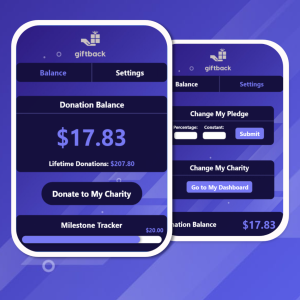 giftback
Balance
Settings
Donation Balance
$17.83
Lifetime Donations: $207.80
Donate to My Charity
Milestone Tracker
$20.00
giftback
Balance
Settings
Change My Pledge
Percentage:
Constant:
Submit
Change My Charity
Go to My Dashboard
nation Balance
$17.83